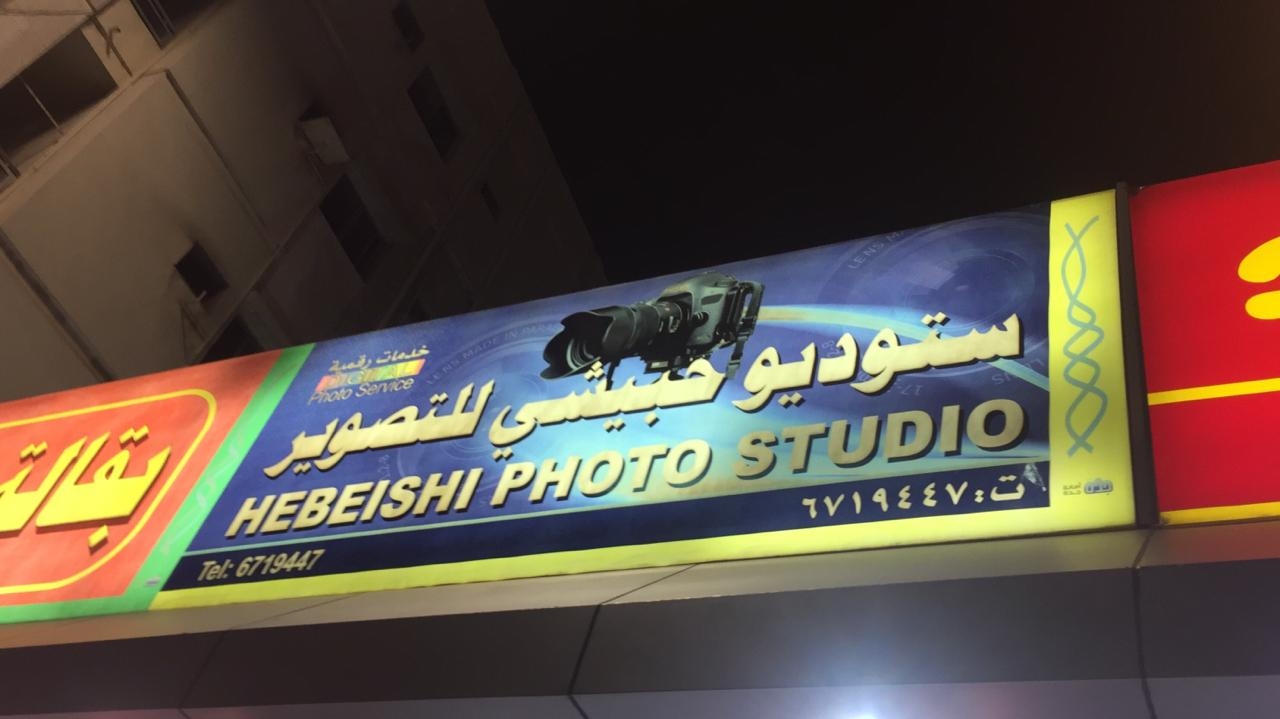 خدمات رقمية
DIGITAL
Photo Service
ستوديو حبيشي للتصوير
HEBEISHI PHOTO STUDIO
ت: ٦٧١٩٤٤٧
Tel: 6719447
بقالة